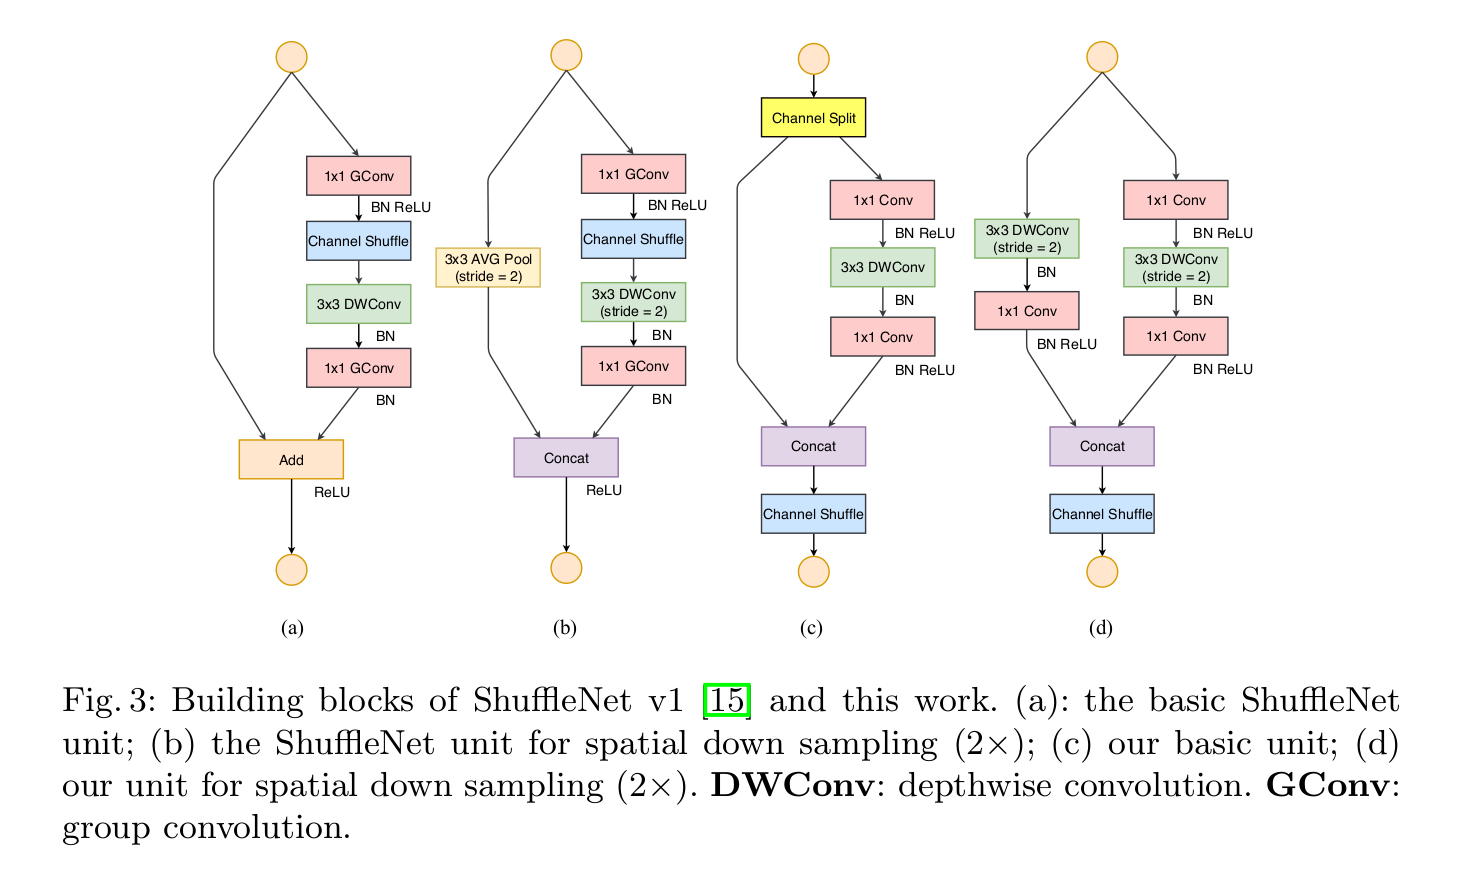 1x1 GConv
BN ReLU
Channel Shuffle
3x3 DWConv
BN
1x1 GConv
BN
Add
ReLU
(a)
1x1 GConv
BN ReLU
Channel Shuffle
3x3 AVG Pool
(stride = 2)
3x3 DWConv
(stride = 2)
BN
1x1 GConv
BN
Concat
ReLU
(b)
Channel Split
1x1 Conv
BN ReLU
3x3 DWConv
BN
1x1 Conv
BN ReLU
Concat
Channel Shuffle
(c)
3x3 DWConv
(stride = 2)
BN
1x1 Conv
BN ReLU
1x1 Conv
BN ReLU
3x3 DWConv
(stride = 2)
BN
1x1 Conv
BN ReLU
Concat
Channel Shuffle
(d)
Fig. 3: Building blocks of ShuffleNet v1 [15] and this work. (a): the basic ShuffleNet
unit; (b) the ShuffleNet unit for spatial down sampling (2×); (c) our basic unit; (d)
our unit for spatial down sampling (2×). DWConv: depthwise convolution. GConv:
group convolution.